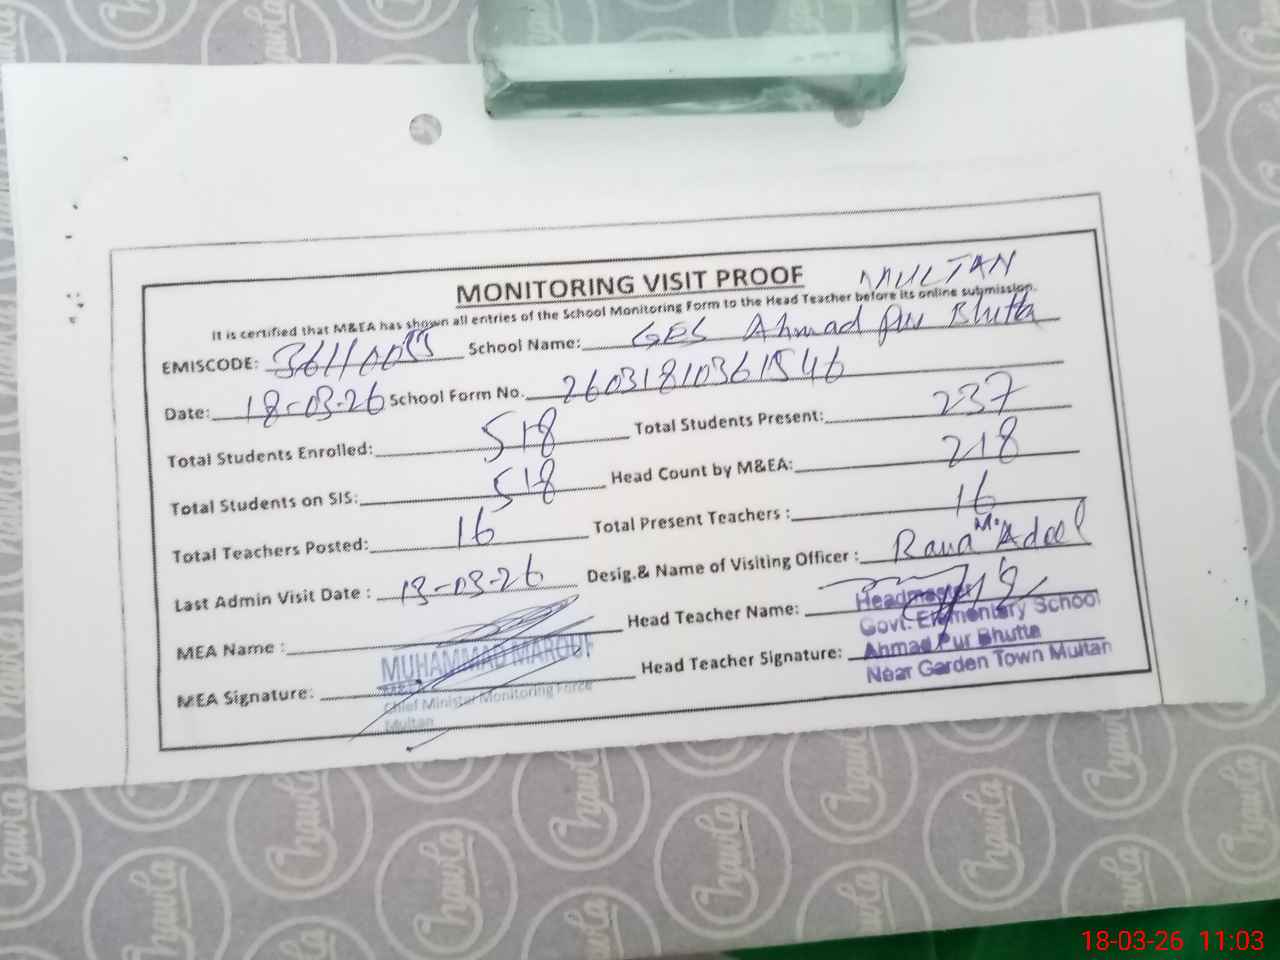 MONITORING VISIT PROOF
MULTAN
It is certified that M&EA has shown all entries of the School Monitoring Form to the Head Teacher before its online submission.
EMISCODE: 36110055 School Name: GES Ahmad Pur Bhutta
Date: 18-03-26 School Form No. 26031810361546
Total Students Enrolled: 518 Total Students Present: 237
Total Students on SIS: 518 Head Count by M&EA: 218
Total Teachers Posted: 16 Total Present Teachers : 16
Last Admin Visit Date : 13-03-26 Desig.& Name of Visiting Officer : Rana M. Adeel
MEA Name : Head Teacher Name:
MEA Signature: Head Teacher Signature:
MUHAMMAD MAROUF
M&EA
Chief Minister Monitoring Force
Multan
Headmaster
Govt. Elementary School
Ahmad Pur Bhutta
Near Garden Town Multan
hawla
18-03-26 11:03